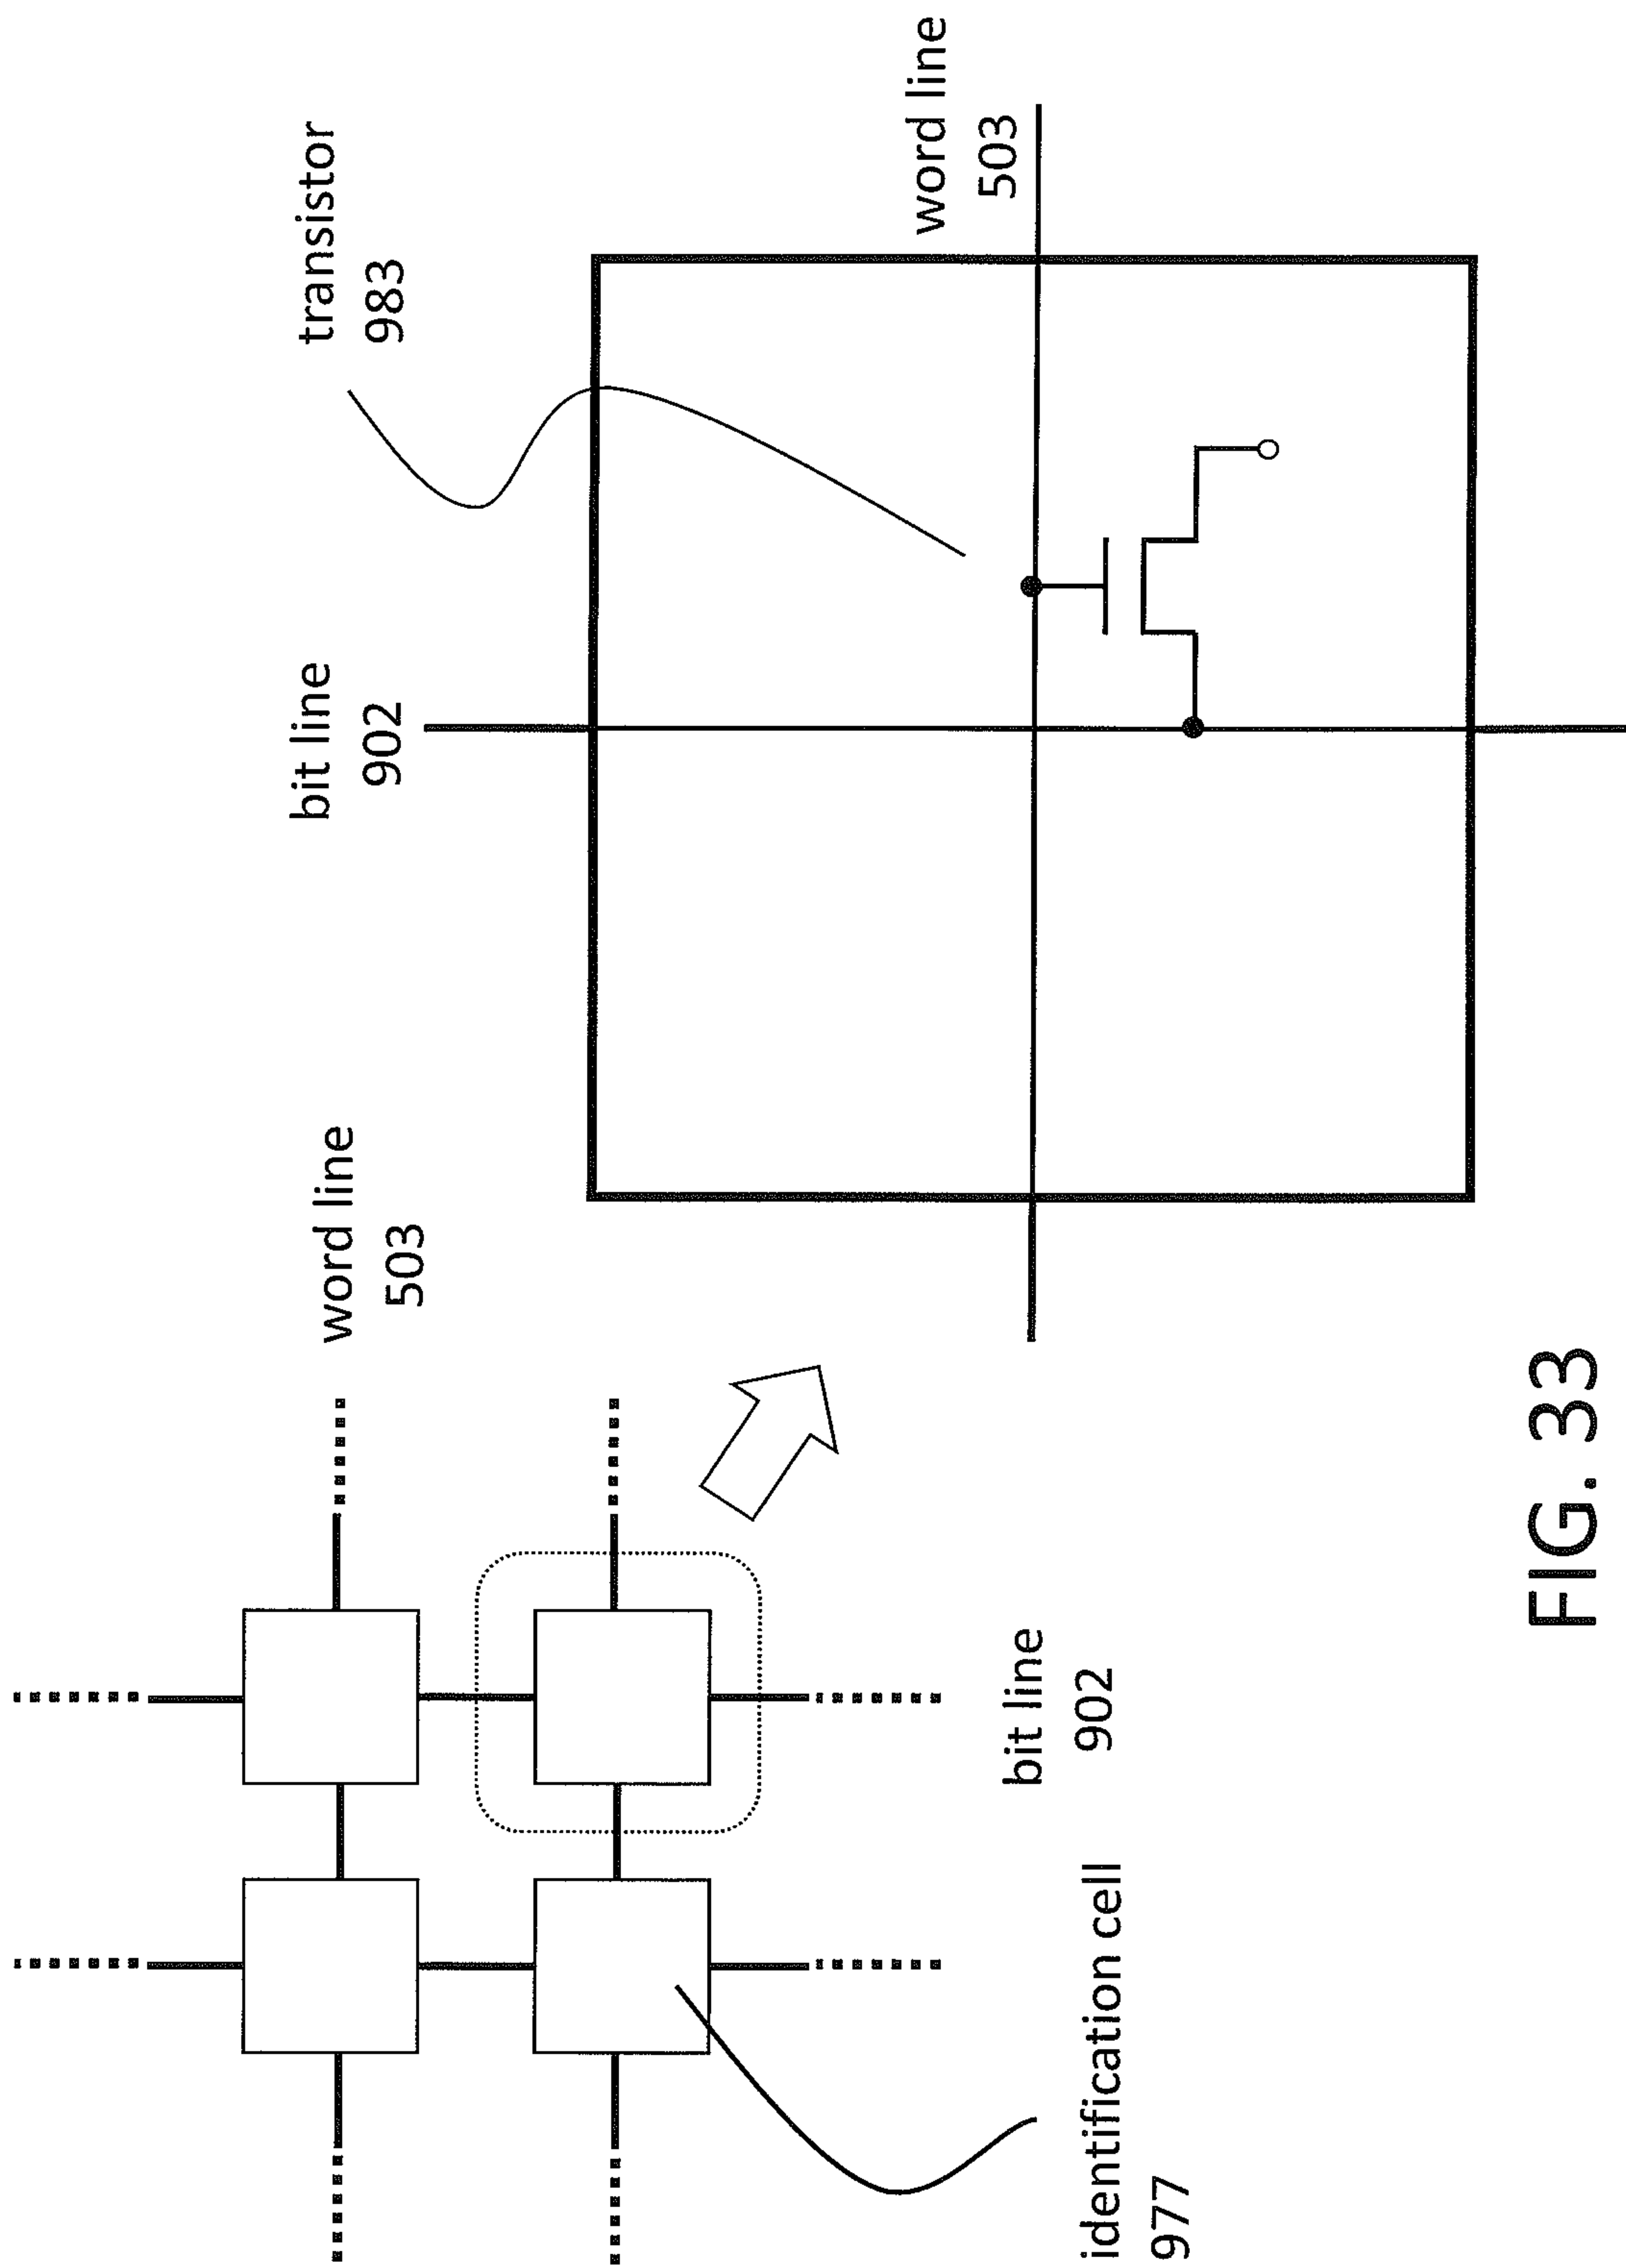 word line
503
bit line
902
identification cell
977
transistor
983
bit line
902
word line
503
FIG. 33